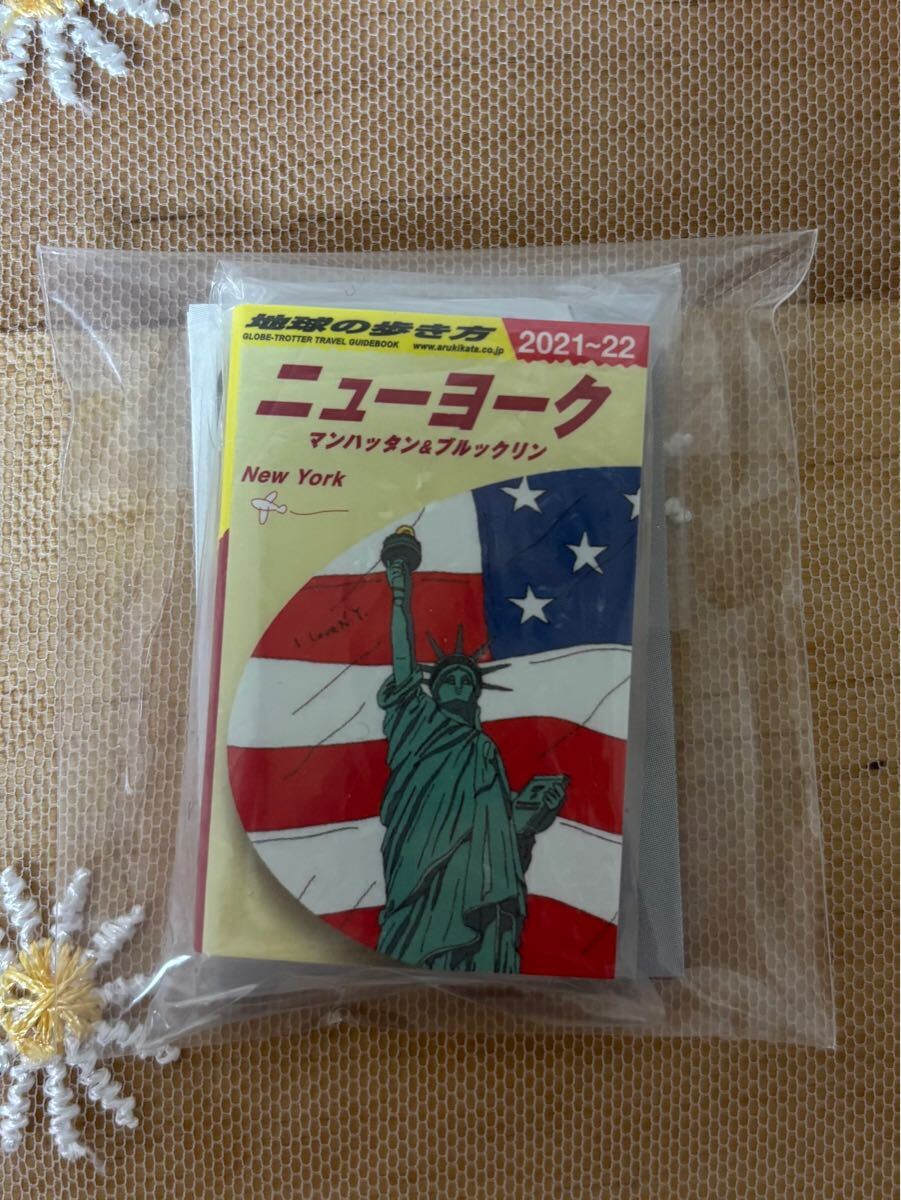 地球の歩き方
GLOBE-TROTTER TRAVEL GUIDEBOOK www.arukikata.co.jp
2021~22
ニューヨーク
マンハッタン&ブルックリン
New York
I Love N.Y.